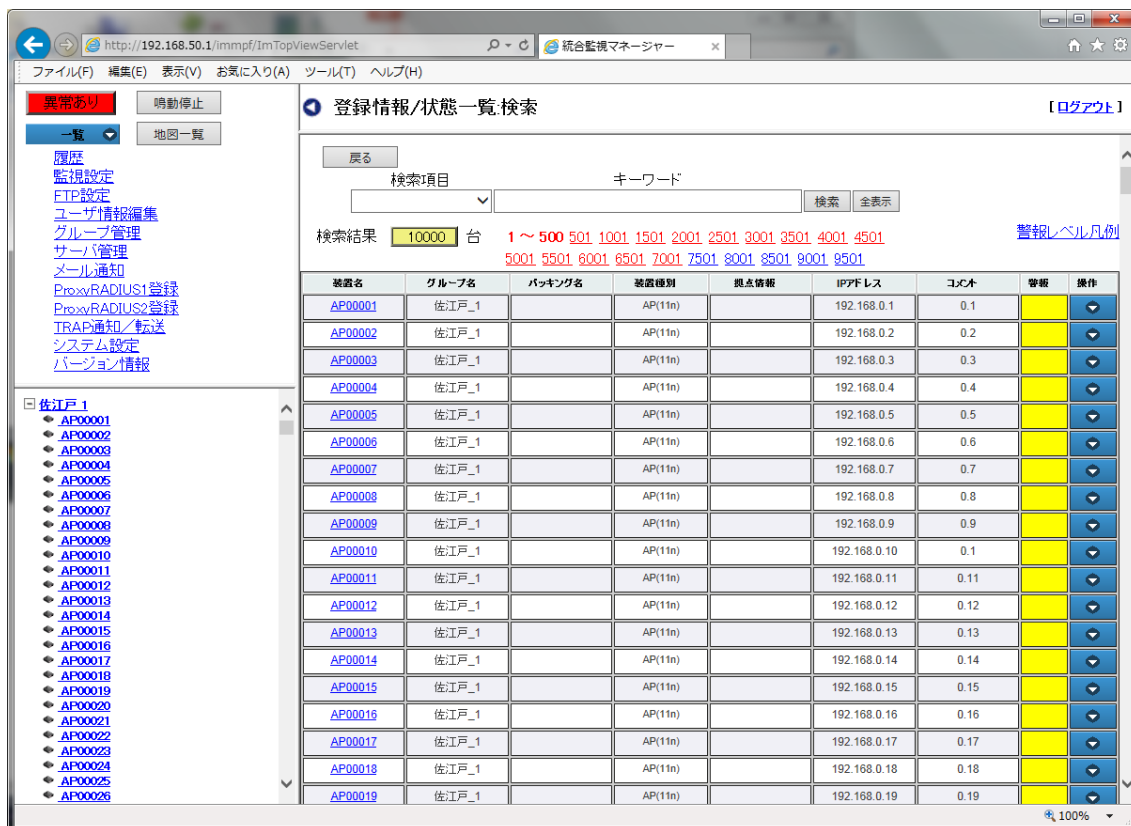 http://192.168.50.1/immpf/ImTopViewServlet
統合監視マネージャー
ファイル(F) 編集(E) 表示(V) お気に入り(A) ツール(T) ヘルプ(H)
異常あり 鳴動停止
一覧 地図一覧
履歴
監視設定
FTP設定
ユーザ情報編集
グループ管理
サーバ管理
メール通知
ProxyRADIUS1登録
ProxyRADIUS2登録
TRAP通知／転送
システム設定
バージョン情報
佐江戸_1
AP00001
AP00002
AP00003
AP00004
AP00005
AP00006
AP00007
AP00008
AP00009
AP00010
AP00011
AP00012
AP00013
AP00014
AP00015
AP00016
AP00017
AP00018
AP00019
AP00020
AP00021
AP00022
AP00023
AP00024
AP00025
AP00026
登録情報/状態一覧:検索 [ログアウト]
戻る
検索項目 キーワード
検索 全表示
検索結果 10000 台 1 ～ 500 501 1001 1501 2001 2501 3001 3501 4001 4501
5001 5501 6001 6501 7001 7501 8001 8501 9001 9501
警報レベル凡例
装置名 グループ名 パッキング名 装置種別 拠点情報 IPアドレス コメント 警報 操作
AP00001 佐江戸_1 AP(11n) 192.168.0.1 0.1
AP00002 佐江戸_1 AP(11n) 192.168.0.2 0.2
AP00003 佐江戸_1 AP(11n) 192.168.0.3 0.3
AP00004 佐江戸_1 AP(11n) 192.168.0.4 0.4
AP00005 佐江戸_1 AP(11n) 192.168.0.5 0.5
AP00006 佐江戸_1 AP(11n) 192.168.0.6 0.6
AP00007 佐江戸_1 AP(11n) 192.168.0.7 0.7
AP00008 佐江戸_1 AP(11n) 192.168.0.8 0.8
AP00009 佐江戸_1 AP(11n) 192.168.0.9 0.9
AP00010 佐江戸_1 AP(11n) 192.168.0.10 0.1
AP00011 佐江戸_1 AP(11n) 192.168.0.11 0.11
AP00012 佐江戸_1 AP(11n) 192.168.0.12 0.12
AP00013 佐江戸_1 AP(11n) 192.168.0.13 0.13
AP00014 佐江戸_1 AP(11n) 192.168.0.14 0.14
AP00015 佐江戸_1 AP(11n) 192.168.0.15 0.15
AP00016 佐江戸_1 AP(11n) 192.168.0.16 0.16
AP00017 佐江戸_1 AP(11n) 192.168.0.17 0.17
AP00018 佐江戸_1 AP(11n) 192.168.0.18 0.18
AP00019 佐江戸_1 AP(11n) 192.168.0.19 0.19
100%